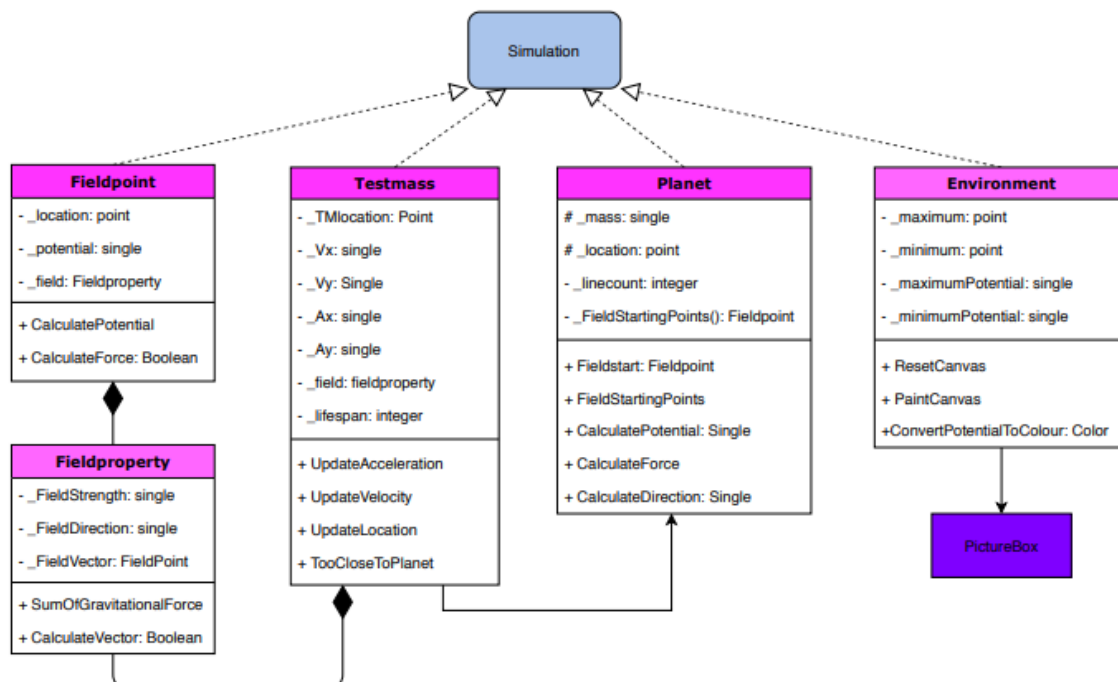 Simulation
Fieldpoint
- _location: point
- _potential: single
- _field: Fieldproperty
+ CalculatePotential
+ CalculateForce: Boolean
Fieldproperty
- _FieldStrength: single
- _FieldDirection: single
- _FieldVector: FieldPoint
+ SumOfGravitationalForce
+ CalculateVector: Boolean
Testmass
- _TMlocation: Point
- _Vx: single
- _Vy: Single
- _Ax: single
- _Ay: single
- _field: fieldproperty
- _lifespan: integer
+ UpdateAcceleration
+ UpdateVelocity
+ UpdateLocation
+ TooCloseToPlanet
Planet
# _mass: single
# _location: point
- _linecount: integer
- _FieldStartingPoints(): Fieldpoint
+ Fieldstart: Fieldpoint
+ FieldStartingPoints
+ CalculatePotential: Single
+ CalculateForce
+ CalculateDirection: Single
Environment
- _maximum: point
- _minimum: point
- _maximumPotential: single
- _minimumPotential: single
+ ResetCanvas
+ PaintCanvas
+ConvertPotentialToColour: Color
PictureBox